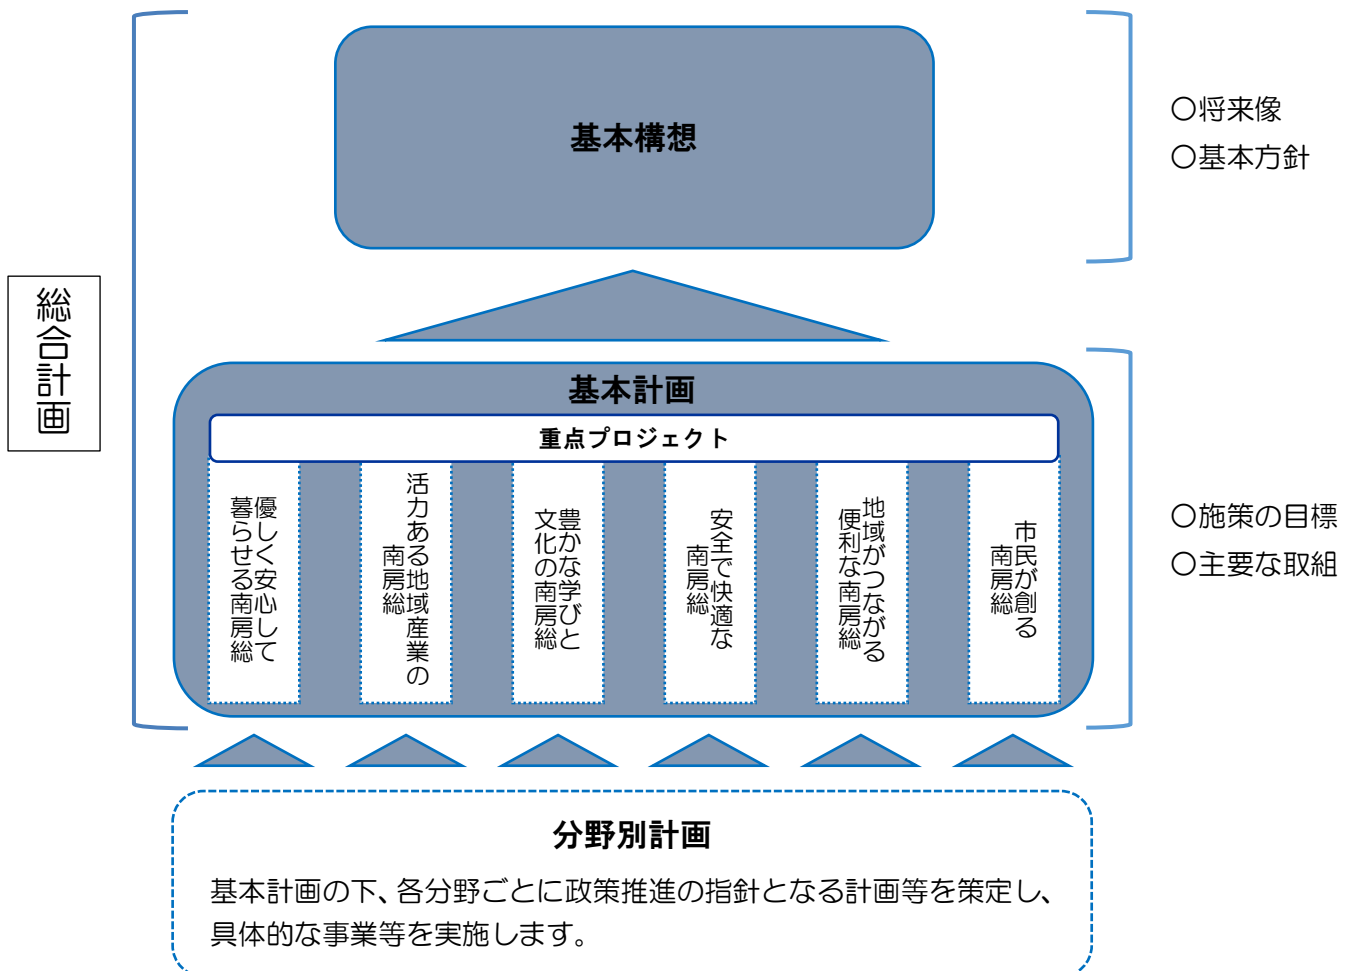 総合計画
基本構想
〇将来像
〇基本方針
基本計画
重点プロジェクト
優しく安心して
暮らせる南房総
活力ある地域産業の
南房総
豊かな学びと
文化の南房総
安全で快適な
南房総
地域がつながる
便利な南房総
市民が創る
南房総
〇施策の目標
〇主要な取組
分野別計画
基本計画の下、各分野ごとに政策推進の指針となる計画等を策定し、
具体的な事業等を実施します。